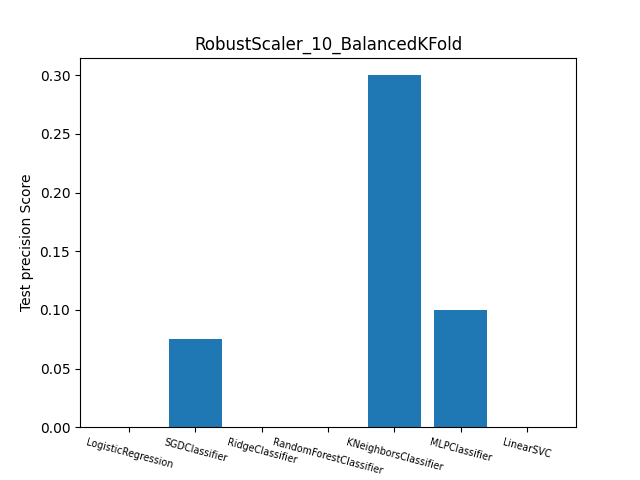 RobustScaler_10_BalancedKFold
Test precision Score
0.30
0.25
0.20
0.15
0.10
0.05
0.00
LogisticRegression
SGDClassifier
RidgeClassifier
RandomForestClassifier
KNeighborsClassifier
MLPClassifier
LinearSVC